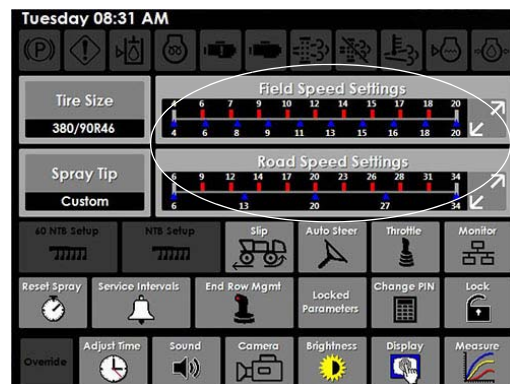 Tuesday 08:31 AM
(P)
Tire Size
380/90R46
Field Speed Settings
4 6 7 9 10 12 14 15 17 18 20
4 6 8 9 11 13 15 16 18 20
Spray Tip
Custom
Road Speed Settings
6 9 12 14 17 20 23 26 28 31 34
6 13 20 27 34
60 NTB Setup
NTB Setup
Slip
Auto Steer
Throttle
Monitor
Reset Spray
Service Intervals
End Row Mgmt
Locked
Parameters
Change PIN
Lock
Override
Adjust Time
Sound
Camera
Brightness
Display
Measure